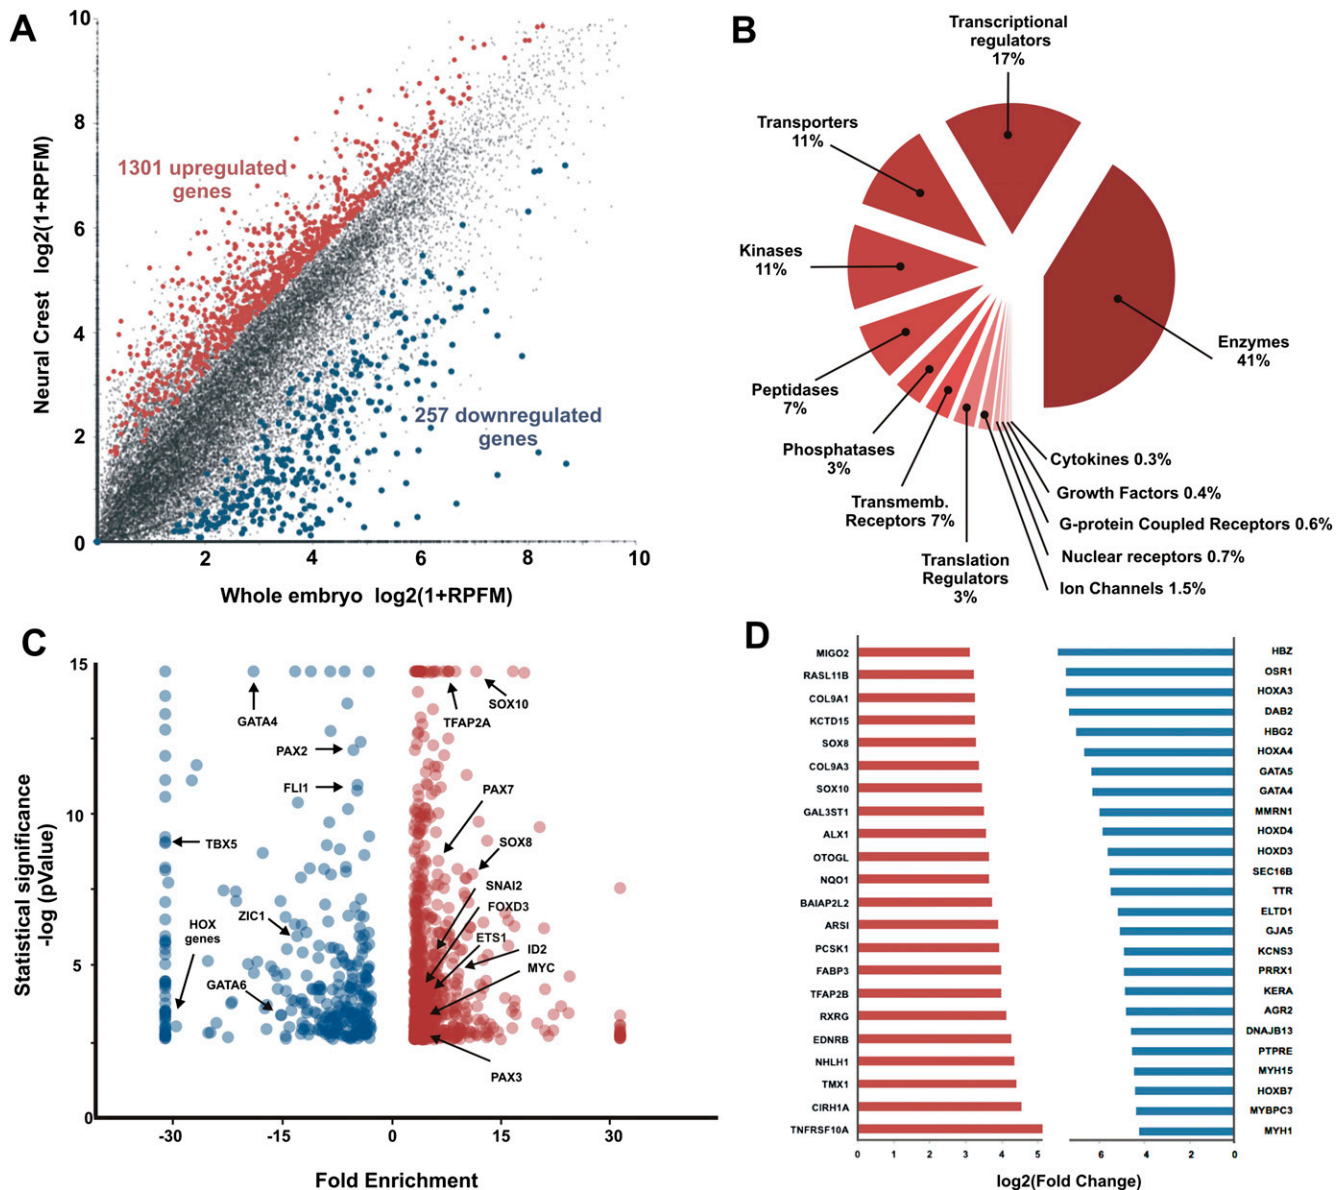 A
10
8
6
4
2
0
2
4
6
8
10
Neural Crest log2(1+RPFM)
Whole embryo log2(1+RPFM)
1301 upregulated
genes
257 downregulated
genes
B
Transcriptional
regulators
17%
Transporters
11%
Kinases
11%
Peptidases
7%
Phosphatases
3%
Transmemb.
Receptors 7%
Translation
Regulators
3%
Enzymes
41%
Cytokines 0.3%
Growth Factors 0.4%
G-protein Coupled Receptors 0.6%
Nuclear receptors 0.7%
Ion Channels 1.5%
C
15
10
5
0
-30
-15
0
15
30
Statistical significance
-log (pValue)
Fold Enrichment
GATA4
PAX2
FLI1
TBX5
ZIC1
HOX
genes
GATA6
SOX10
TFAP2A
PAX7
SOX8
SNAI2
FOXD3
ETS1
ID2
MYC
PAX3
D
MIGO2
RASL11B
COL9A1
KCTD15
SOX8
COL9A3
SOX10
GAL3ST1
ALX1
OTOGL
NQO1
BAIAP2L2
ARSI
PCSK1
FABP3
TFAP2B
RXRG
EDNRB
NHLH1
TMX1
CIRH1A
TNFRSF10A
0
1
2
3
4
5
HBZ
OSR1
HOXA3
DAB2
HBG2
HOXA4
GATA5
GATA4
MMRN1
HOXD4
HOXD3
SEC16B
TTR
ELTD1
GJA5
KCNS3
PRRX1
KERA
AGR2
DNAJB13
PTPRE
MYH15
HOXB7
MYBPC3
MYH1
6
4
2
0
log2(Fold Change)